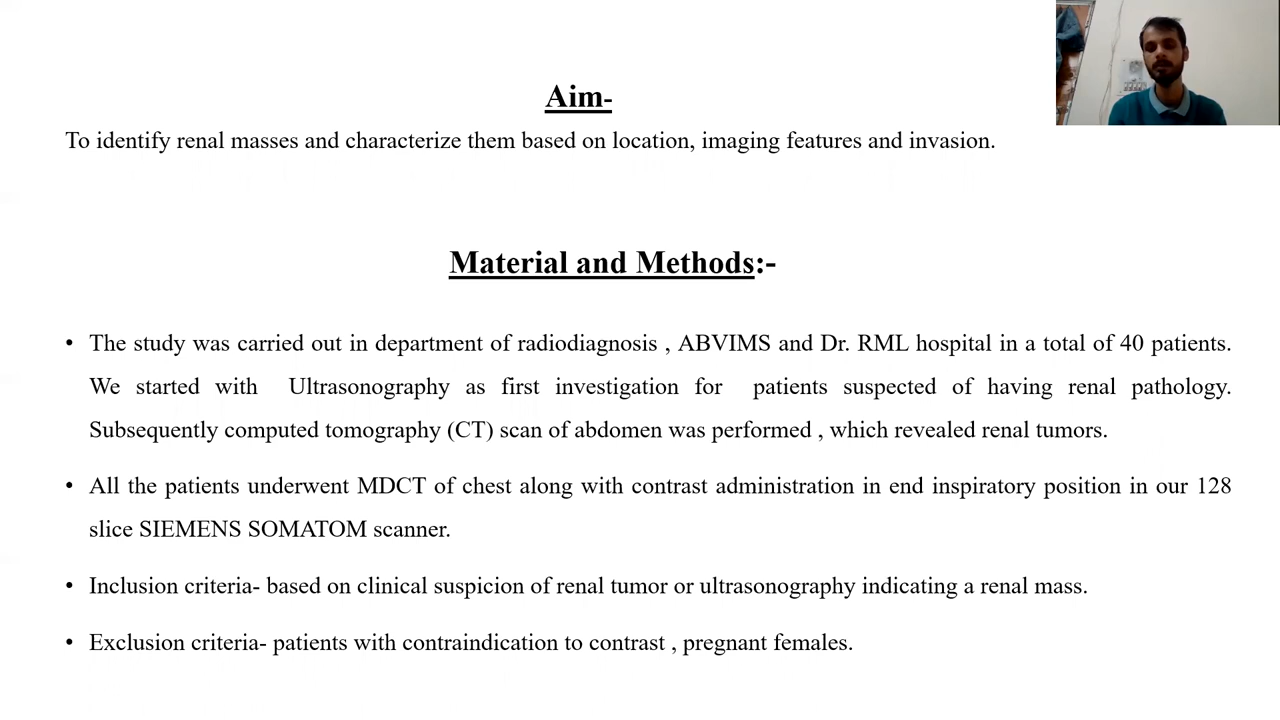 Aim-
To identify renal masses and characterize them based on location, imaging features and invasion.
Material and Methods:-
• The study was carried out in department of radiodiagnosis , ABVIMS and Dr. RML hospital in a total of 40 patients.
We started with Ultrasonography as first investigation for patients suspected of having renal pathology.
Subsequently computed tomography (CT) scan of abdomen was performed , which revealed renal tumors.
• All the patients underwent MDCT of chest along with contrast administration in end inspiratory position in our 128
slice SIEMENS SOMATOM scanner.
• Inclusion criteria- based on clinical suspicion of renal tumor or ultrasonography indicating a renal mass.
• Exclusion criteria- patients with contraindication to contrast , pregnant females.